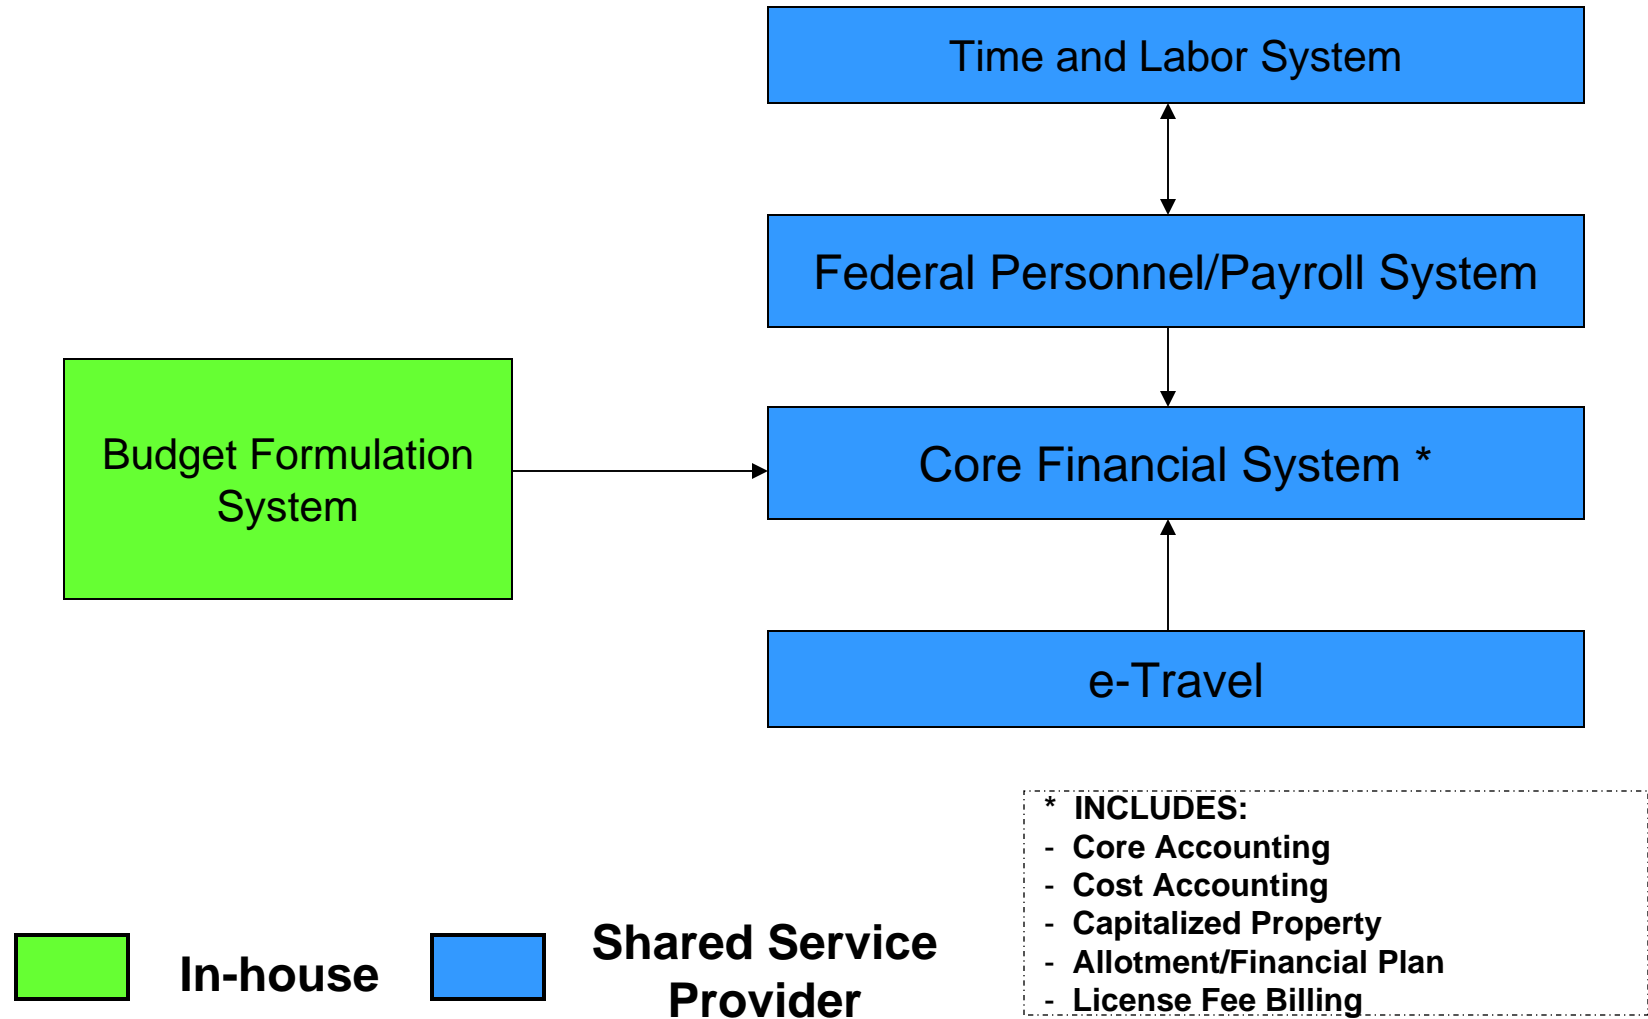 Time and Labor System
Federal Personnel/Payroll System
Budget Formulation
System
Core Financial System *
e-Travel
* INCLUDES:
- Core Accounting
- Cost Accounting
- Capitalized Property
- Allotment/Financial Plan
- License Fee Billing
In-house
Shared Service
Provider